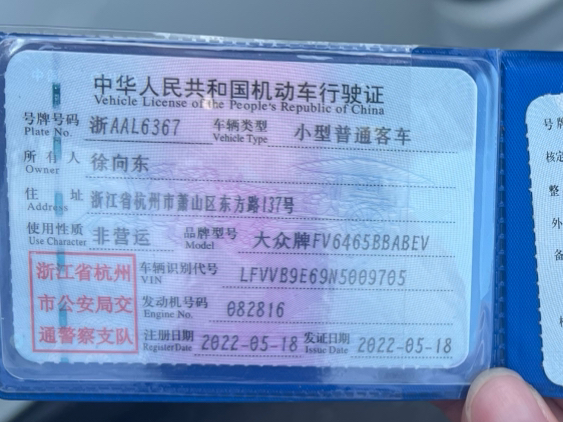 中华人民共和国机动车行驶证
Vehicle License of the People's Republic of China
号牌号码 浙AAL6367 车辆类型 小型普通客车
Plate No. Vehicle Type
所有人 徐向东
Owner
住址 浙江省杭州市萧山区东方路137号
Address
使用性质 非营运 品牌型号 大众牌FV6465BBABEV
Use Character Model
浙江省杭州
市公安局交
通警察支队
车辆识别代号 LFVVB9E69N5009705
VIN
发动机号码 082816
Engine No.
注册日期 2022-05-18 发证日期 2022-05-18
Register Date Issue Date
号牌
核定
整
外
备